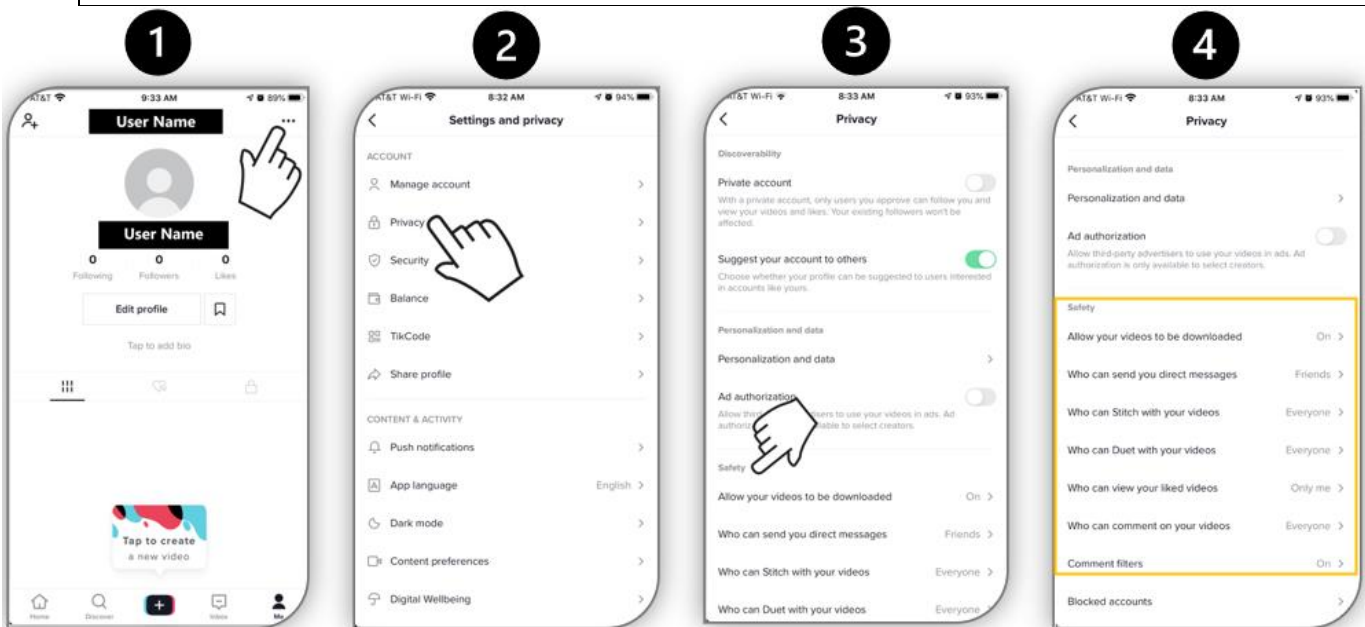 1
AT&T
9:33 AM
89%
User Name
User Name
0
0
0
Following
Followers
Likes
Edit profile
Tap to add bio
Tap to create
a new video
Home
Discover
Inbox
Me
2
AT&T Wi-Fi
8:32 AM
94%
Settings and privacy
ACCOUNT
Manage account
Privacy
Security
Balance
TikCode
Share profile
CONTENT & ACTIVITY
Push notifications
App language
English
Dark mode
Content preferences
Digital Wellbeing
3
AT&T Wi-Fi
8:33 AM
93%
Privacy
Discoverability
Private account
With a private account, only users you approve can follow you and
view your videos and likes. Your existing followers won't be
affected.
Suggest your account to others
Choose whether your profile can be suggested to users interested
in accounts like yours.
Personalization and data
Personalization and data
Ad authorization
Allow to use your videos in ads. Ad
to select creators.
Safety
Allow your videos to be downloaded
On
Who can send you direct messages
Friends
Who can Stitch with your videos
Everyone
Who can Duet with your videos
Everyone
4
AT&T Wi-Fi
8:33 AM
93%
Privacy
Personalization and data
Personalization and data
Ad authorization
Allow third-party advertisers to use your videos in ads. Ad
authorization is only available to select creators.
Safety
Allow your videos to be downloaded
On
Who can send you direct messages
Friends
Who can Stitch with your videos
Everyone
Who can Duet with your videos
Everyone
Who can view your liked videos
Only me
Who can comment on your videos
Everyone
Comment filters
On
Blocked accounts